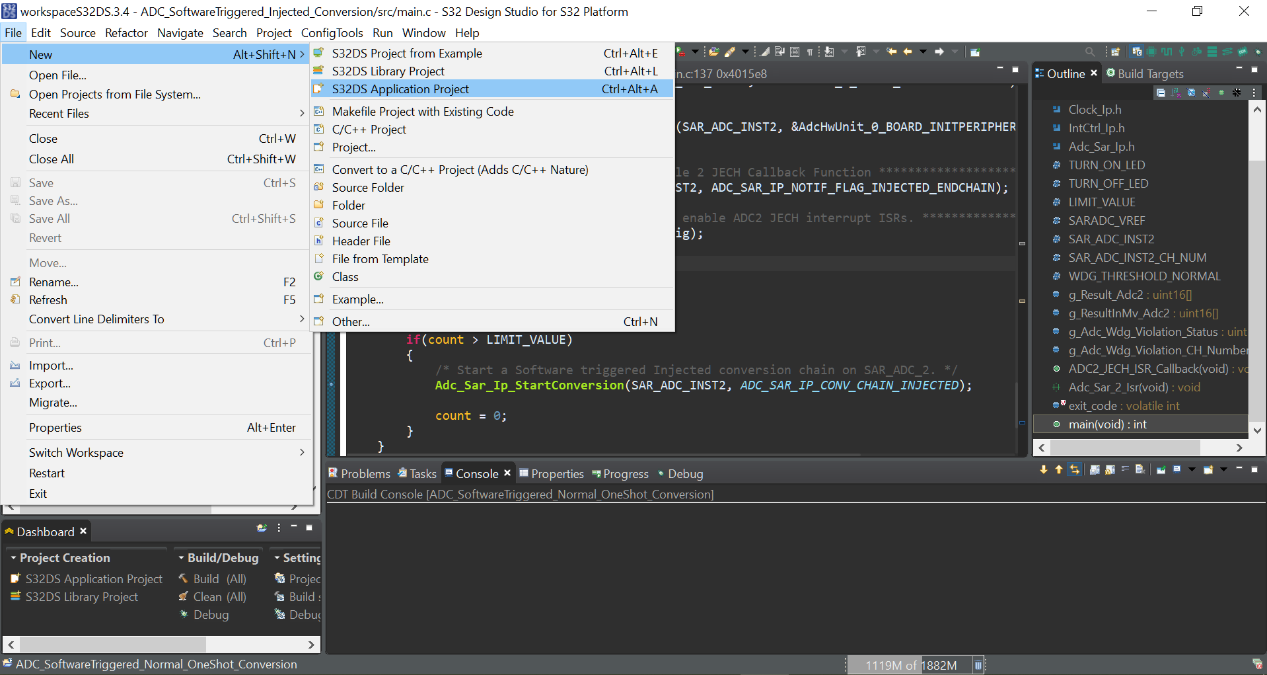 workspaceS32DS.3.4 - ADC_SoftwareTriggered_Injected_Conversion/src/main.c - S32 Design Studio for S32 Platform
File Edit Source Refactor Navigate Search Project ConfigTools Run Window Help
New Alt+Shift+N >
Open File...
Open Projects from File System...
Recent Files >
Close Ctrl+W
Close All Ctrl+Shift+W
Save Ctrl+S
Save As...
Save All Ctrl+Shift+S
Revert
Move...
Rename... F2
Refresh F5
Convert Line Delimiters To >
Print... Ctrl+P
Import...
Export...
Migrate...
Properties Alt+Enter
Switch Workspace >
Restart
Exit
S32DS Project from Example Ctrl+Alt+E
S32DS Library Project Ctrl+Alt+L
S32DS Application Project Ctrl+Alt+A
Makefile Project with Existing Code
C/C++ Project
Project...
Convert to a C/C++ Project (Adds C/C++ Nature)
Source Folder
Folder
Source File
Header File
File from Template
Class
Example...
Other... Ctrl+N
n.c:137 0x4015e8
(SAR_ADC_INST2, &AdcHwUnit_0_BOARD_INITPERIPHER
le 2 JECH Callback Function *******************
ST2, ADC_SAR_IP_NOTIF_FLAG_INJECTED_ENDCHAIN);
enable ADC2 JECH interrupt ISRs. *************
ig);
if(count > LIMIT_VALUE)
{
/* Start a Software triggered Injected conversion chain on SAR_ADC_2. */
Adc_Sar_Ip_StartConversion(SAR_ADC_INST2, ADC_SAR_IP_CONV_CHAIN_INJECTED);
count = 0;
}
}
Outline Build Targets
Clock_Ip.h
IntCtrl_Ip.h
Adc_Sar_Ip.h
TURN_ON_LED
TURN_OFF_LED
LIMIT_VALUE
SARADC_VREF
SAR_ADC_INST2
SAR_ADC_INST2_CH_NUM
WDG_THRESHOLD_NORMAL
g_Result_Adc2 : uint16[]
g_ResultInMv_Adc2 : uint16[]
g_Adc_Wdg_Violation_Status : uint
g_Adc_Wdg_Violation_CH_Number
ADC2_JECH_ISR_Callback(void) : vo
Adc_Sar_2_Isr(void) : void
exit_code : volatile int
main(void) : int
Problems Tasks Console Properties Progress Debug
CDT Build Console [ADC_SoftwareTriggered_Normal_OneShot_Conversion]
Dashboard
Project Creation
S32DS Application Project
S32DS Library Project
Build/Debug
Build (All)
Clean (All)
Debug
Setting
Projec
Build
Debu
ADC_SoftwareTriggered_Normal_OneShot_Conversion
1119M of 1882M